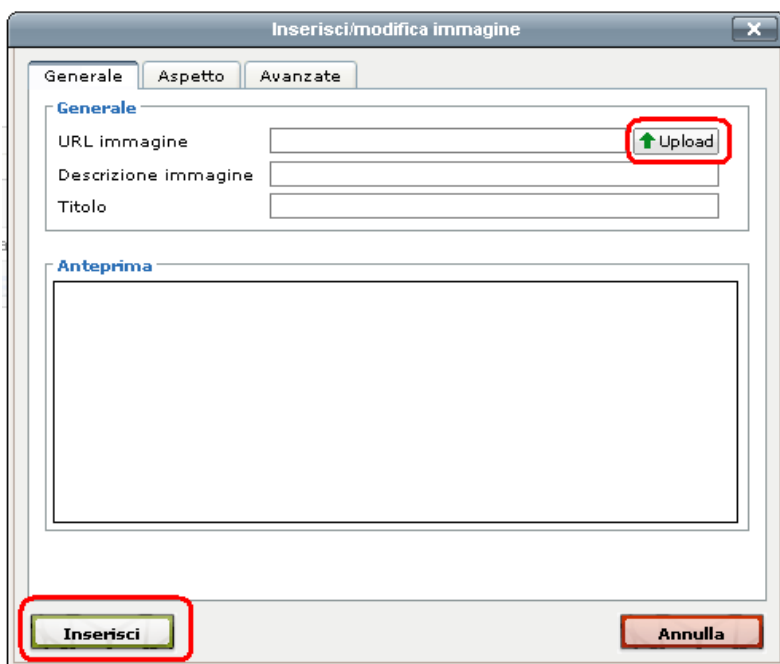 Inserisci/modifica immagine
Generale Aspetto Avanzate
Generale
URL immagine Upload
Descrizione immagine
Titolo
Anteprima
Inserisci Annulla